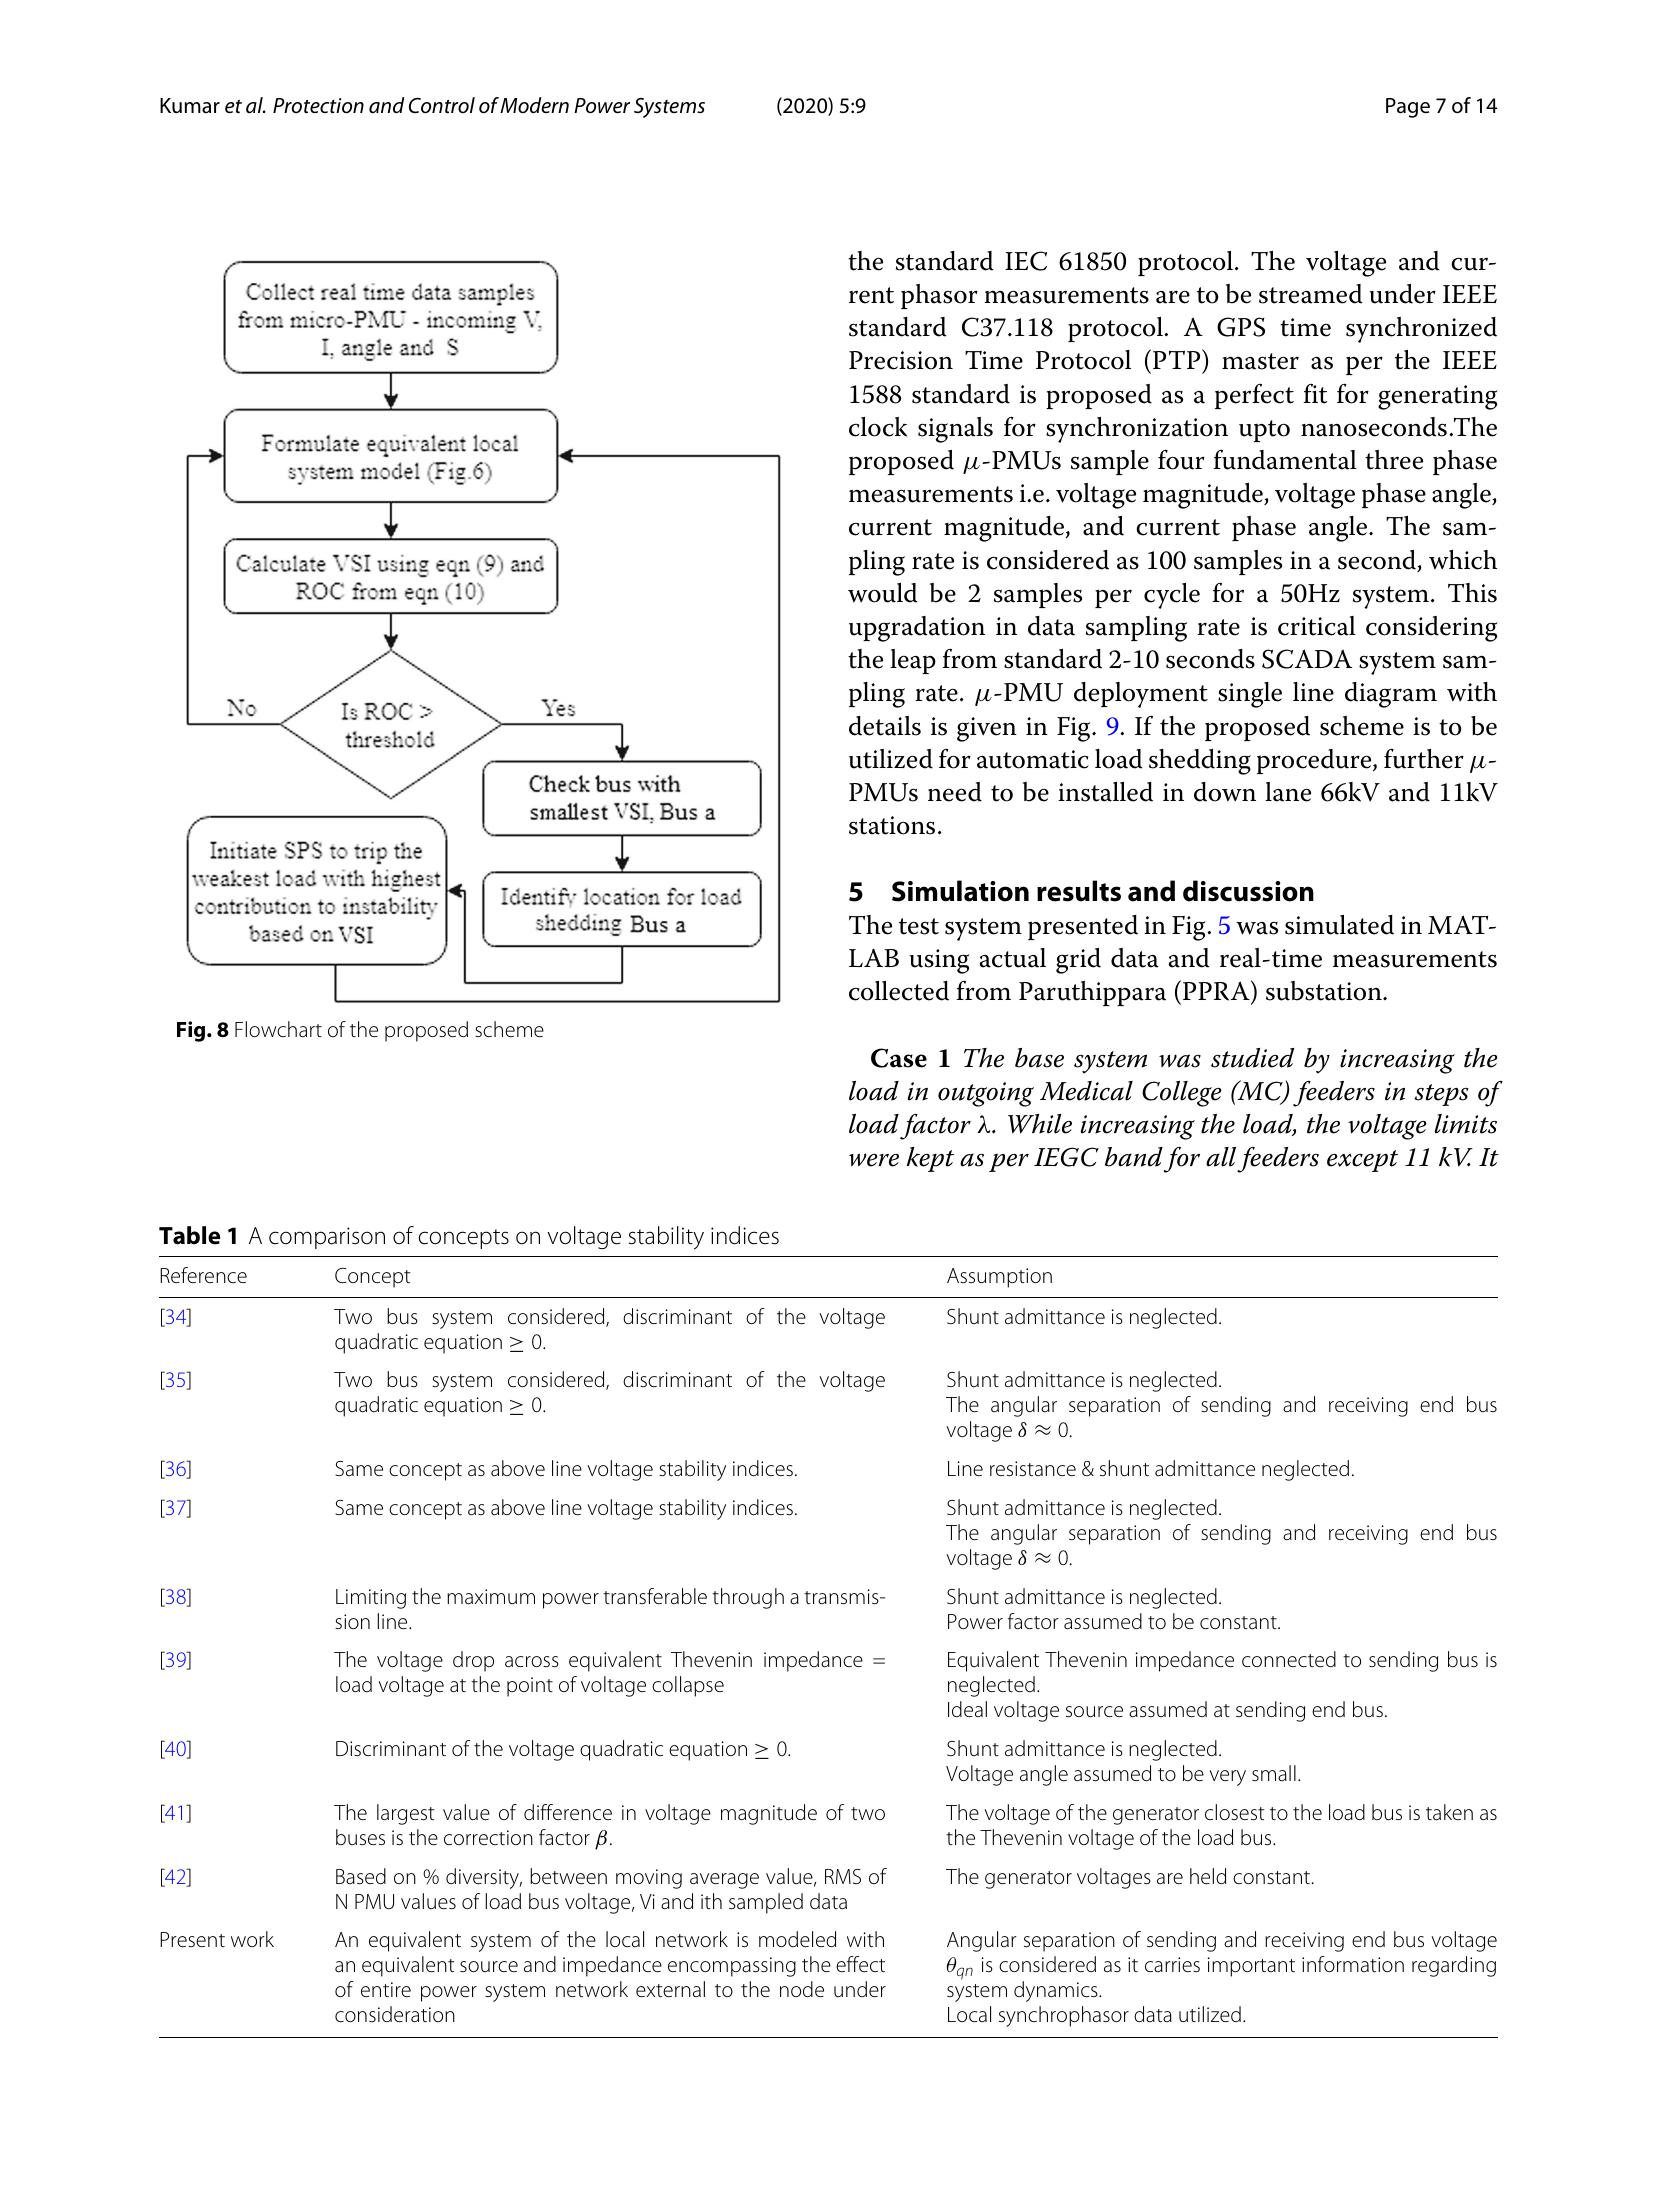 Kumar et al. Protection and Control of Modern Power Systems (2020) 5:9 Page 7 of 14
Collect real time data samples
from micro-PMU - incoming V,
I, angle and S
Formulate equivalent local
system model (Fig.6)
Calculate VSI using eqn (9) and
ROC from eqn (10)
Is ROC >
threshold
No
Yes
Check bus with
smallest VSI, Bus a
Identify location for load
shedding Bus a
Initiate SPS to trip the
weakest load with highest
contribution to instability
based on VSI
Fig. 8 Flowchart of the proposed scheme
the standard IEC 61850 protocol. The voltage and cur-
rent phasor measurements are to be streamed under IEEE
standard C37.118 protocol. A GPS time synchronized
Precision Time Protocol (PTP) master as per the IEEE
1588 standard is proposed as a perfect fit for generating
clock signals for synchronization upto nanoseconds.The
proposed μ-PMUs sample four fundamental three phase
measurements i.e. voltage magnitude, voltage phase angle,
current magnitude, and current phase angle. The sam-
pling rate is considered as 100 samples in a second, which
would be 2 samples per cycle for a 50Hz system. This
upgradation in data sampling rate is critical considering
the leap from standard 2-10 seconds SCADA system sam-
pling rate. μ-PMU deployment single line diagram with
details is given in Fig. 9. If the proposed scheme is to be
utilized for automatic load shedding procedure, further μ-
PMUs need to be installed in down lane 66kV and 11kV
stations.
5 Simulation results and discussion
The test system presented in Fig. 5 was simulated in MAT-
LAB using actual grid data and real-time measurements
collected from Paruthippara (PPRA) substation.
Case 1 The base system was studied by increasing the
load in outgoing Medical College (MC) feeders in steps of
load factor λ. While increasing the load, the voltage limits
were kept as per IEGC band for all feeders except 11 kV. It
Table 1 A comparison of concepts on voltage stability indices
Reference Concept Assumption
[34] Two bus system considered, discriminant of the voltage Shunt admittance is neglected.
quadratic equation ≥ 0.
[35] Two bus system considered, discriminant of the voltage Shunt admittance is neglected.
quadratic equation ≥ 0. The angular separation of sending and receiving end bus
voltage δ ≈ 0.
[36] Same concept as above line voltage stability indices. Line resistance & shunt admittance neglected.
[37] Same concept as above line voltage stability indices. Shunt admittance is neglected.
The angular separation of sending and receiving end bus
voltage δ ≈ 0.
[38] Limiting the maximum power transferable through a transmis- Shunt admittance is neglected.
sion line. Power factor assumed to be constant.
[39] The voltage drop across equivalent Thevenin impedance = Equivalent Thevenin impedance connected to sending bus is
load voltage at the point of voltage collapse neglected.
Ideal voltage source assumed at sending end bus.
[40] Discriminant of the voltage quadratic equation ≥ 0. Shunt admittance is neglected.
Voltage angle assumed to be very small.
[41] The largest value of difference in voltage magnitude of two The voltage of the generator closest to the load bus is taken as
buses is the correction factor β. the Thevenin voltage of the load bus.
[42] Based on % diversity, between moving average value, RMS of The generator voltages are held constant.
N PMU values of load bus voltage, Vi and ith sampled data
Present work An equivalent system of the local network is modeled with Angular separation of sending and receiving end bus voltage
an equivalent source and impedance encompassing the effect θqn is considered as it carries important information regarding
of entire power system network external to the node under system dynamics.
consideration Local synchrophasor data utilized.